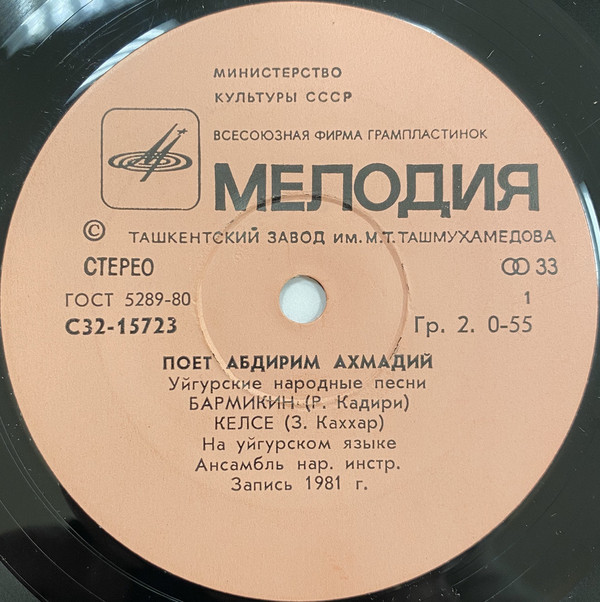 МИНИСТЕРСТВО
КУЛЬТУРЫ СССР
ВСЕСОЮЗНАЯ ФИРМА ГРАМПЛАСТИНОК
МЕЛОДИЯ
© ТАШКЕНТСКИЙ ЗАВОД ИМ. М.Т. ТАШМУХАМЕДОВА
СТЕРЕО 33
ГОСТ 5289-80 1
С32-15723 Гр. 2. 0-55
ПОЕТ АБДИРИМ АХМАДИЙ
Уйгурские народные песни
БАРМИКИН (Р. Кадири)
КЕЛСЕ (З. Каххар)
На уйгурском языке
Ансамбль нар. инстр.
Запись 1981 г.